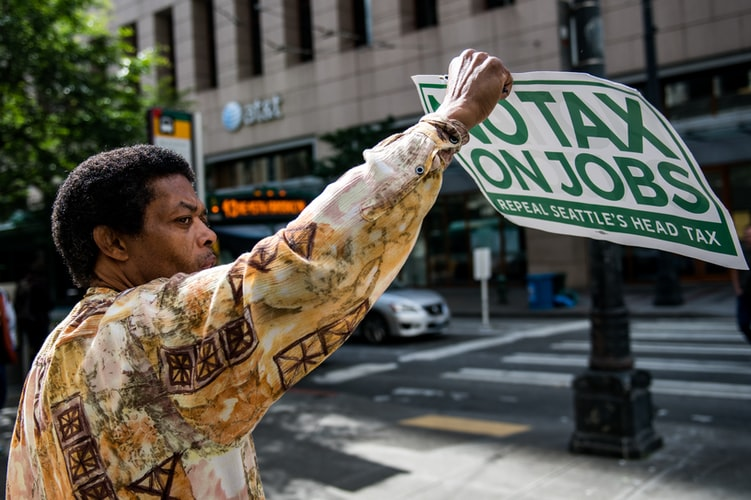 at&t
NO TAX
ON JOBS
REPEAL SEATTLE'S HEAD TAX